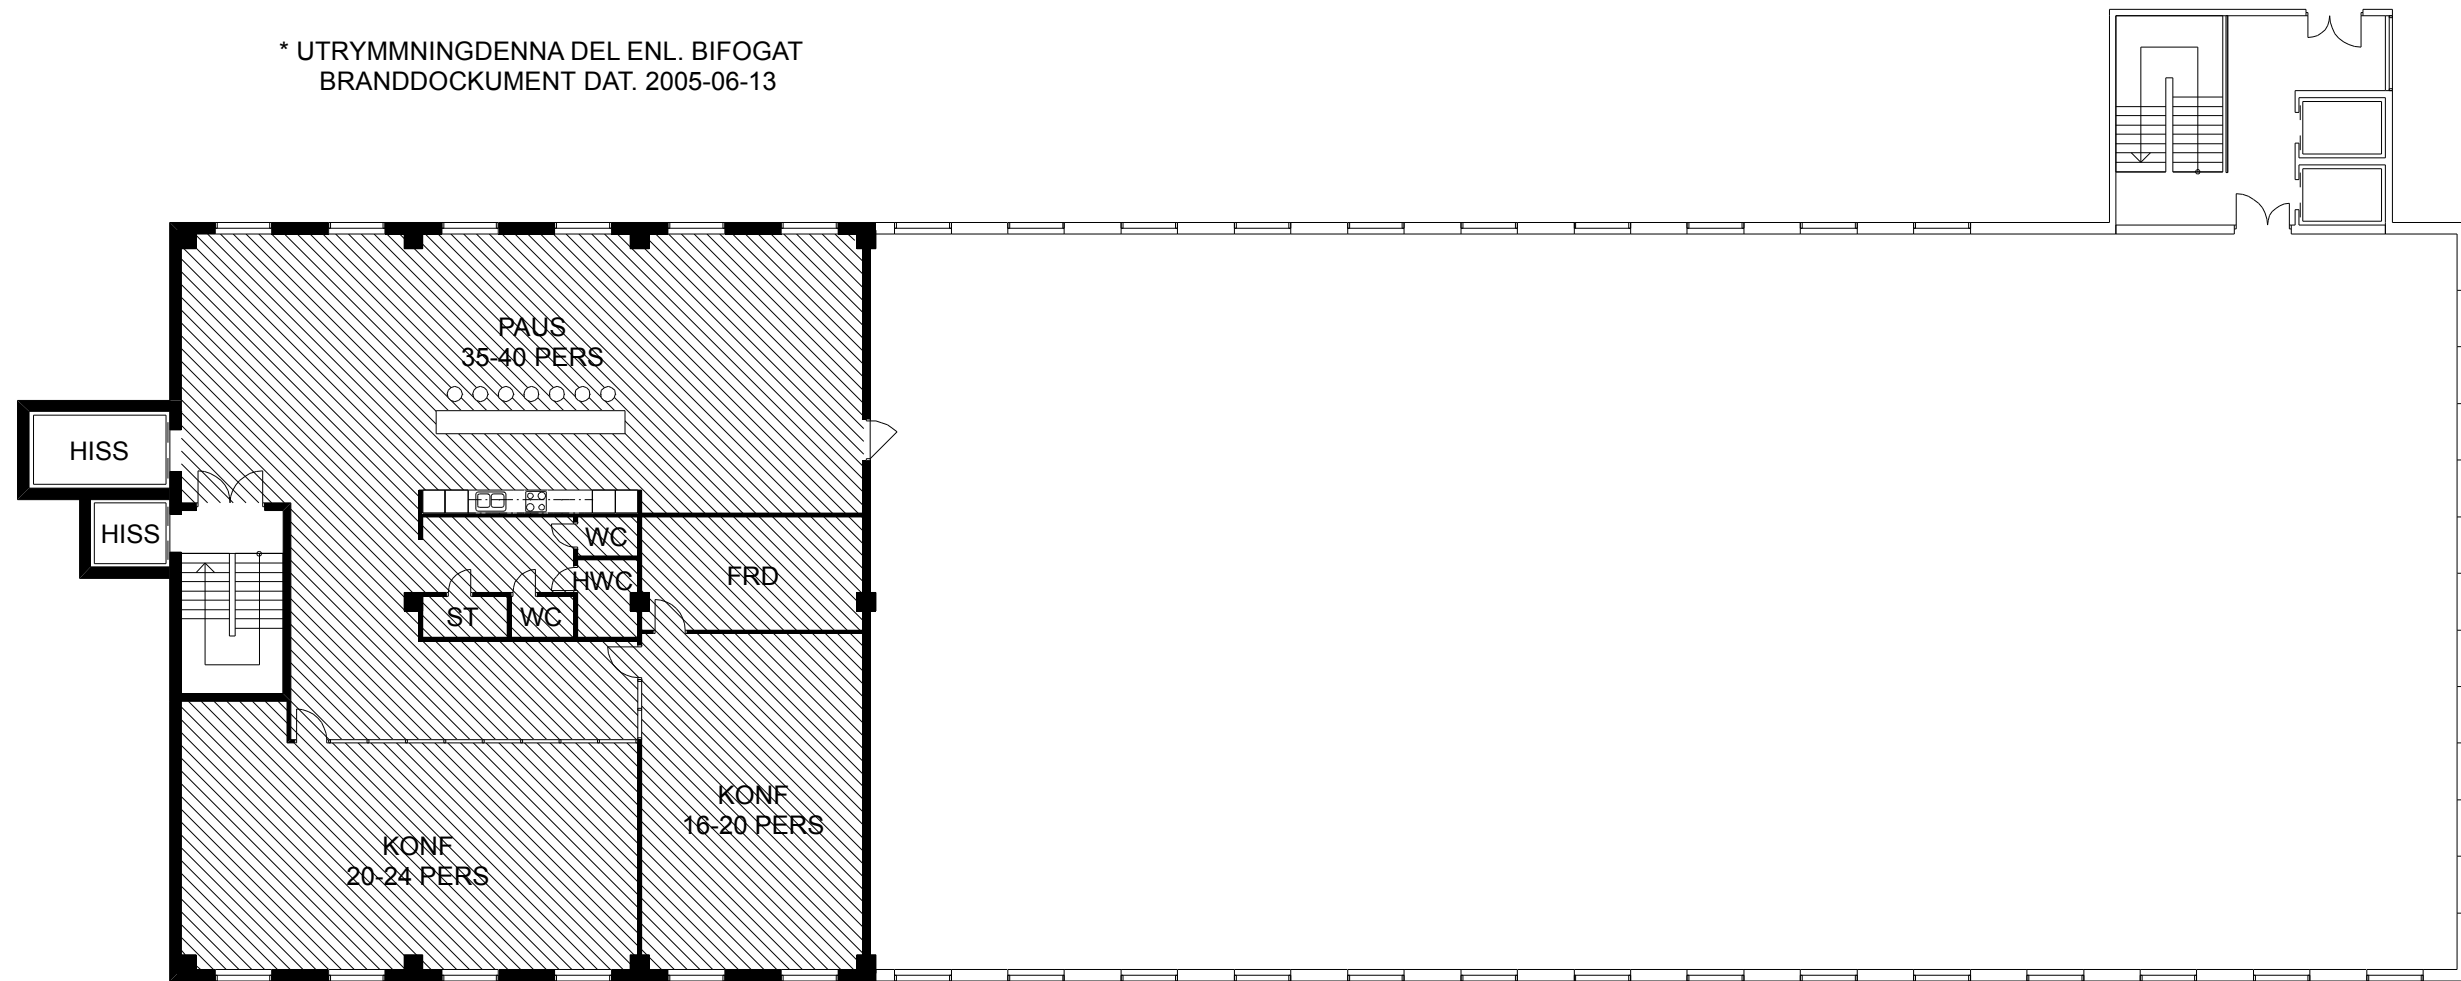 * UTRYMMNINGDENNA DEL ENL. BIFOGAT
BRANDDOCKUMENT DAT. 2005-06-13
PAUS
35-40 PERS
HISS
HISS
WC
HWC
FRD
ST
WC
KONF
16-20 PERS
KONF
20-24 PERS